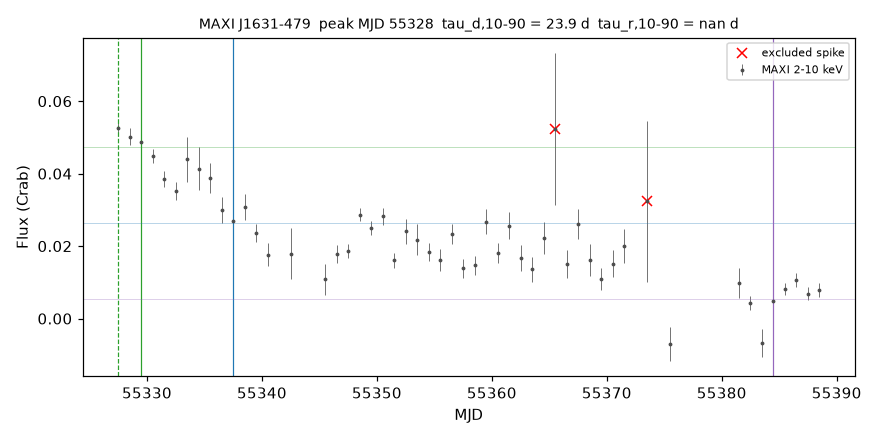 MAXI J1631-479 peak MJD 55328 tau_d,10-90 = 23.9 d tau_r,10-90 = nan d
excluded spike
MAXI 2-10 keV
Flux (Crab)
0.06
0.04
0.02
0.00
55330
55340
55350
55360
55370
55380
55390
MJD